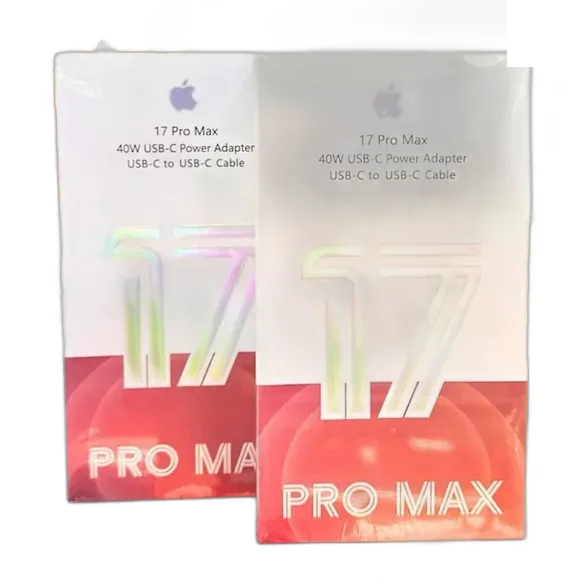 17 Pro Max
40W USB-C Power Adapter
USB-C to USB-C Cable
17
PRO MA
17 Pro Max
40W USB-C Power Adapter
USB-C to USB-C Cable
17
PRO MAX